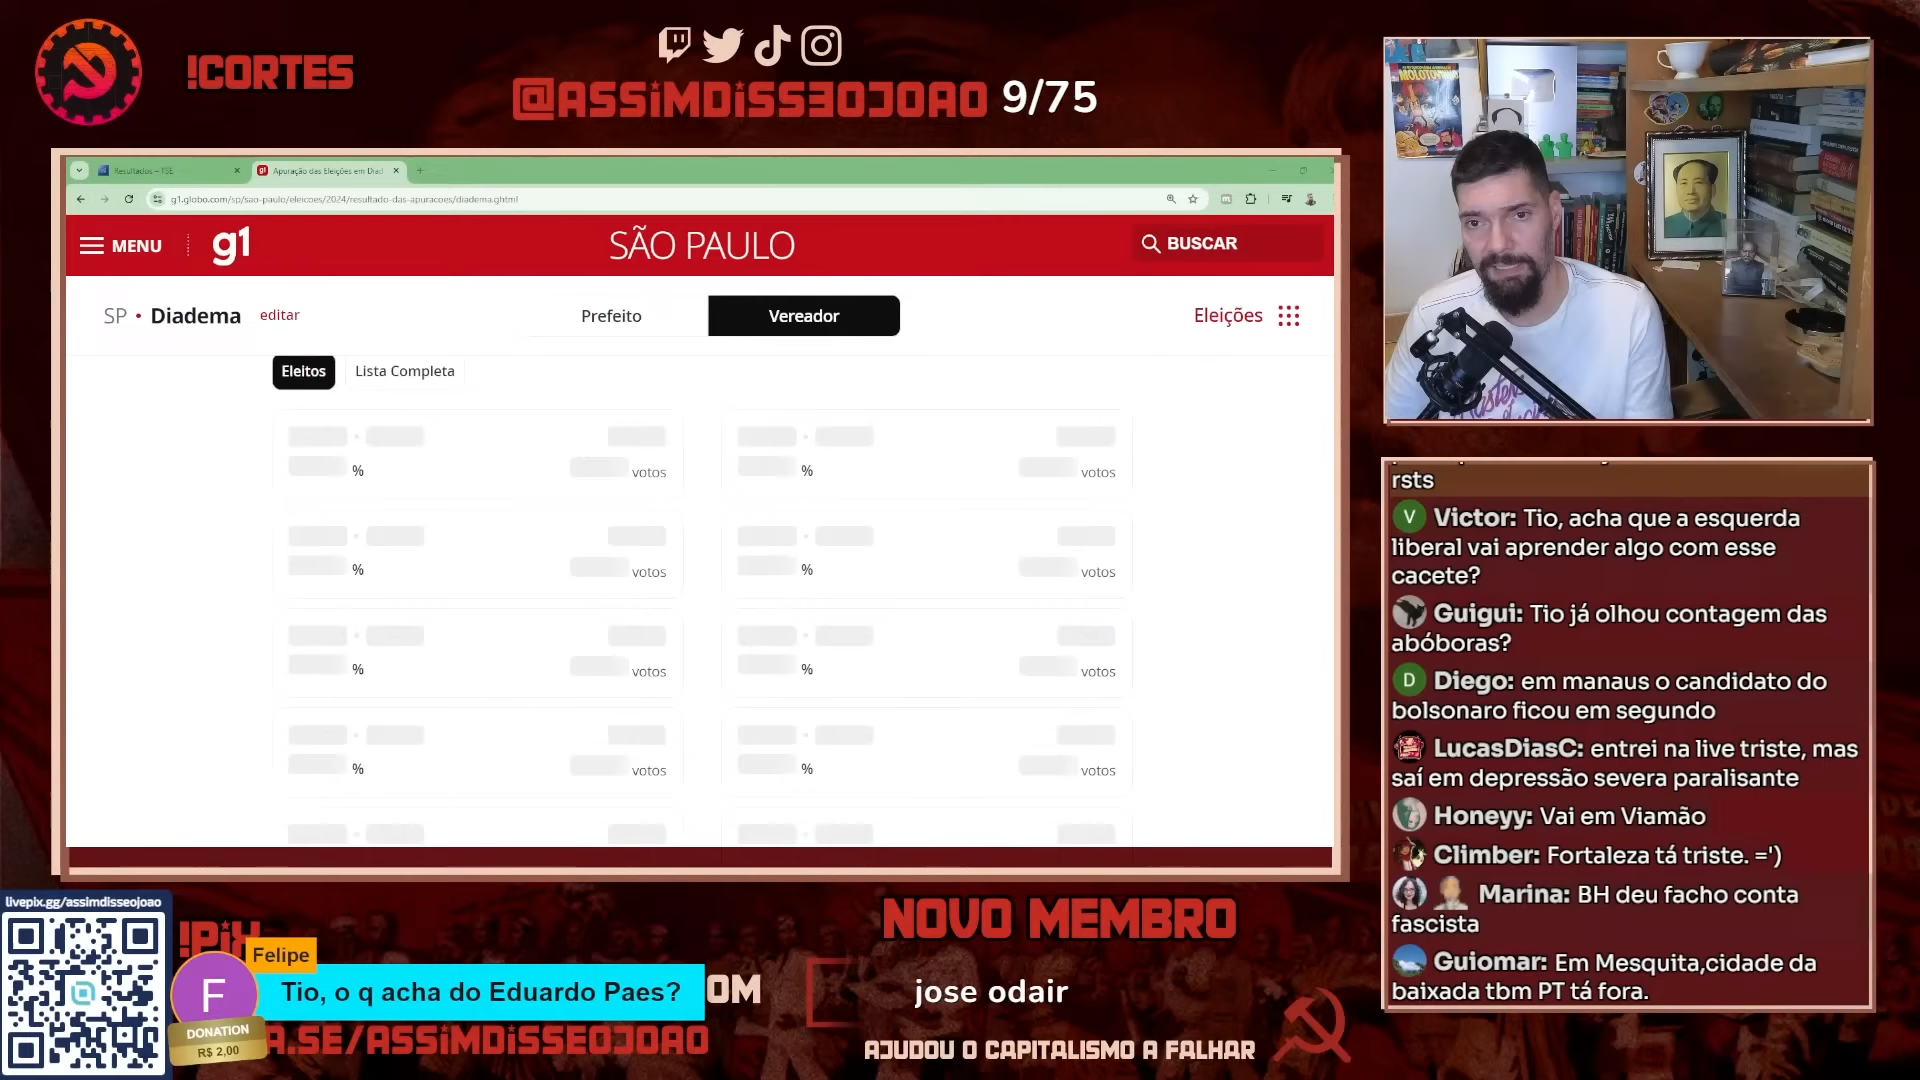 !CORTES
@ASSIMDISSEOJOAO 9/75
MOLOTOV
Resultados – TSE
g1 Apuração das Eleições em Diad
g1.globo.com/sp/sao-paulo/eleicoes/2024/resultado-das-apuracoes/diadema.ghtml
MENU g1 SÃO PAULO BUSCAR
SP • Diadema editar Prefeito Vereador Eleições
Eleitos Lista Completa
% votos % votos
% votos % votos
% votos % votos
% votos % votos
rsts
V Victor: Tio, acha que a esquerda
liberal vai aprender algo com esse
cacete?
Guigui: Tio já olhou contagem das
abóboras?
D Diego: em manaus o candidato do
bolsonaro ficou em segundo
LucasDiasC: entrei na live triste, mas
saí em depressão severa paralisante
Honeyy: Vai em Viamão
Climber: Fortaleza tá triste. =')
Marina: BH deu facho conta
fascista
Guiomar: Em Mesquita,cidade da
baixada tbm PT tá fora.
livepix.gg/assimdisseojoao
!PIX
Felipe
F Tio, o q acha do Eduardo Paes? OM
DONATION
R$ 2,00
A.SE/ASSIMDISSEOJOAO
NOVO MEMBRO
jose odair
AJUDOU O CAPITALISMO A FALHAR